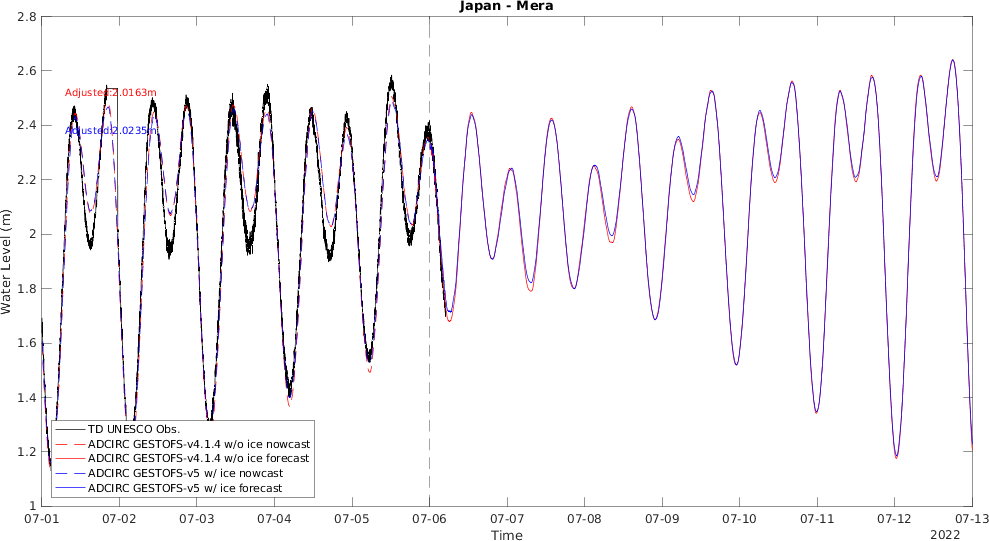 Japan - Mera
2.8
2.6
2.4
2.2
2
1.8
1.6
1.4
1.2
1
Water Level (m)
Adjusted:2.0163m
Adjusted:2.0235m
TD UNESCO Obs.
ADCIRC GESTOFS-v4.1.4 w/o ice nowcast
ADCIRC GESTOFS-v4.1.4 w/o ice forecast
ADCIRC GESTOFS-v5 w/ ice nowcast
ADCIRC GESTOFS-v5 w/ ice forecast
07-01 07-02 07-03 07-04 07-05 07-06 07-07 07-08 07-09 07-10 07-11 07-12 07-13
Time
2022